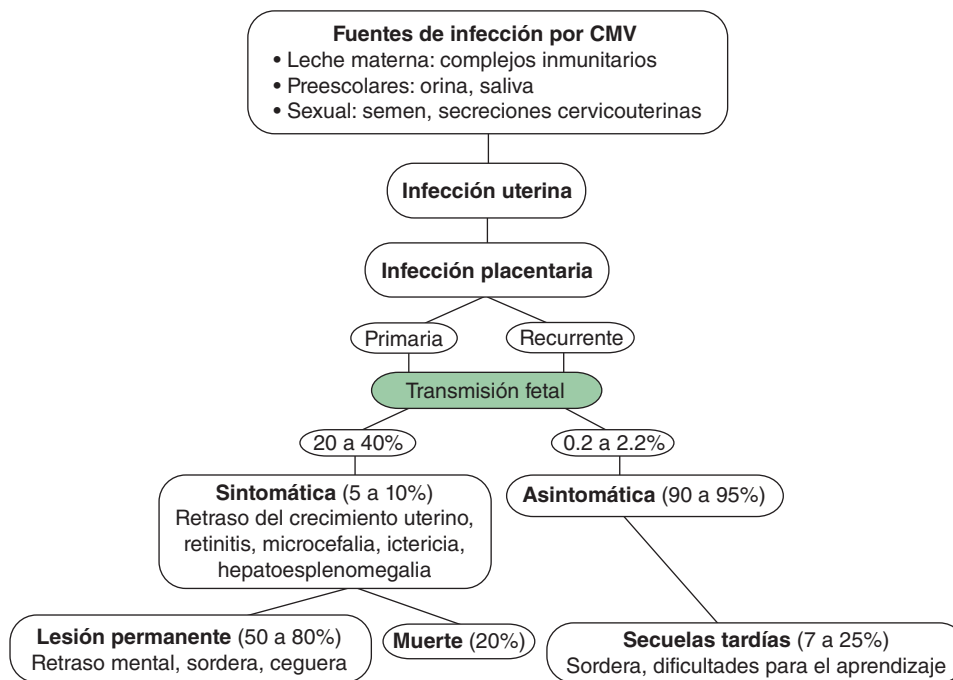 Fuentes de infección por CMV
• Leche materna: complejos inmunitarios
• Preescolares: orina, saliva
• Sexual: semen, secreciones cervicouterinas
Infección uterina
Infección placentaria
Primaria
Recurrente
Transmisión fetal
20 a 40%
0.2 a 2.2%
Sintomática (5 a 10%)
Retraso del crecimiento uterino,
retinitis, microcefalia, ictericia,
hepatoesplenomegalia
Asintomática (90 a 95%)
Lesión permanente (50 a 80%)
Retraso mental, sordera, ceguera
Muerte (20%)
Secuelas tardías (7 a 25%)
Sordera, dificultades para el aprendizaje